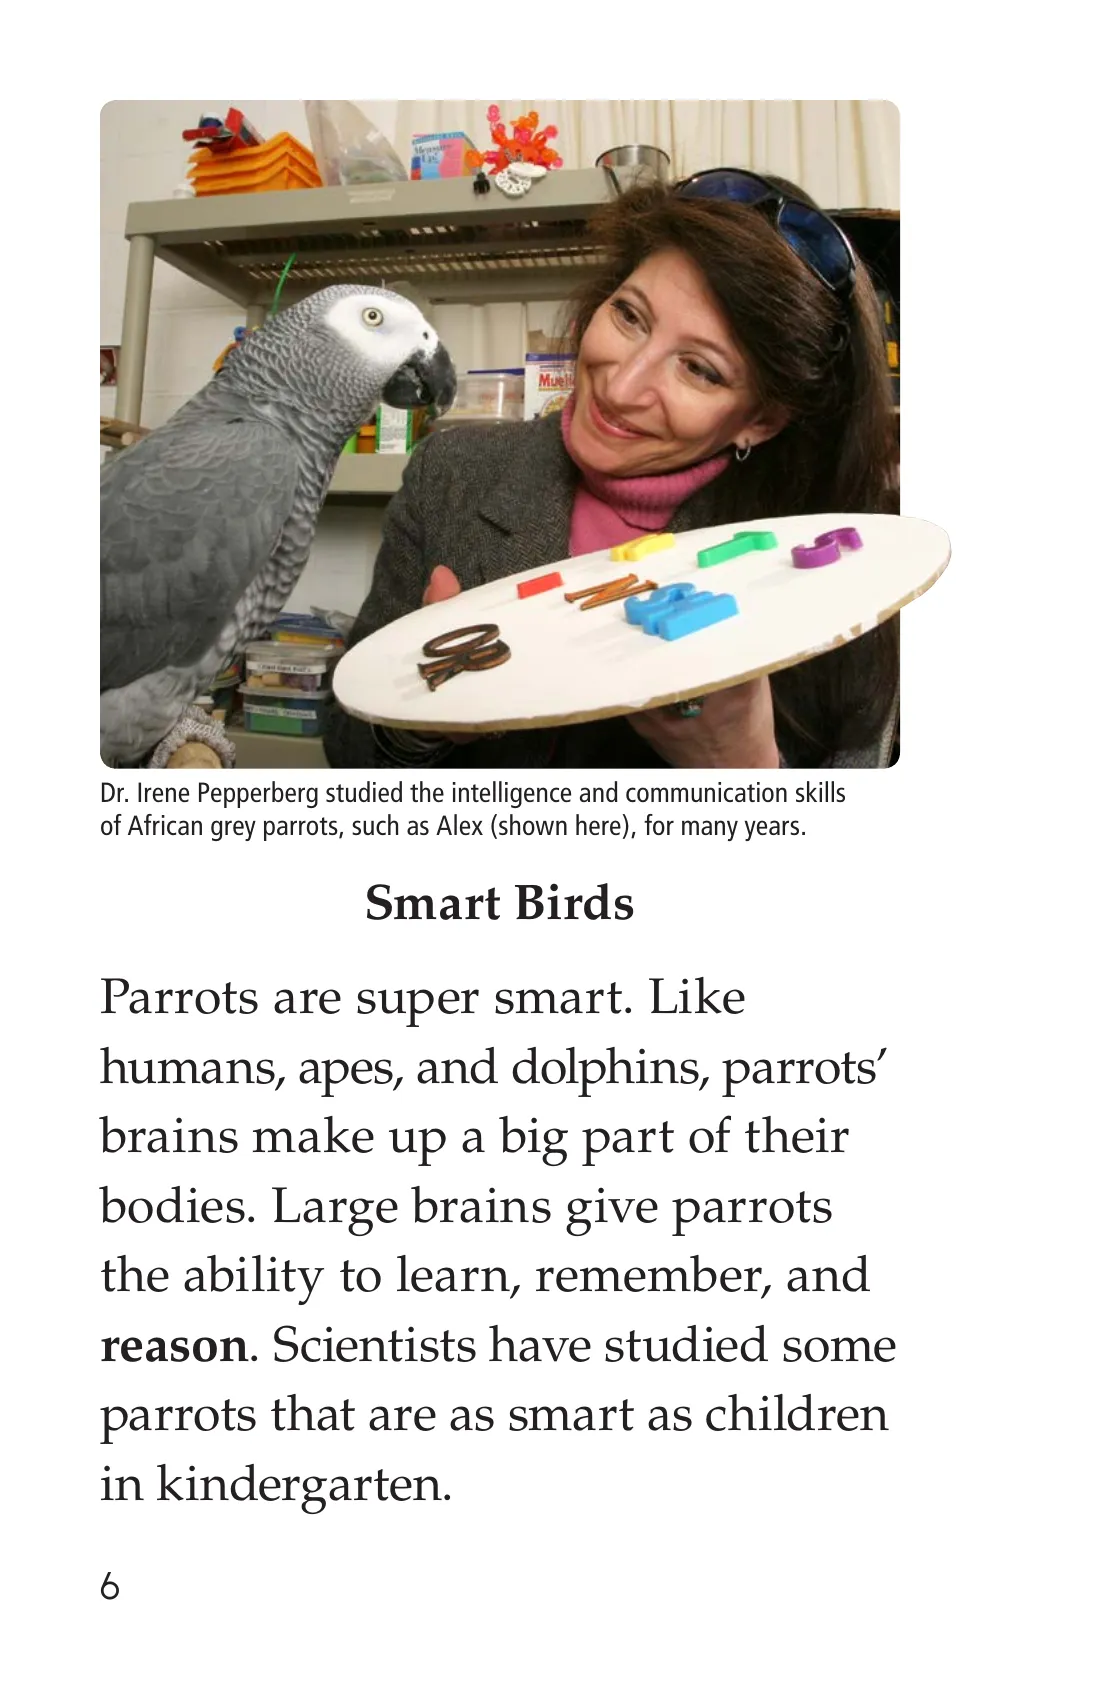 Dr. Irene Pepperberg studied the intelligence and communication skills
of African grey parrots, such as Alex (shown here), for many years.
Smart Birds
Parrots are super smart. Like
humans, apes, and dolphins, parrots’
brains make up a big part of their
bodies. Large brains give parrots
the ability to learn, remember, and
reason. Scientists have studied some
parrots that are as smart as children
in kindergarten.
6